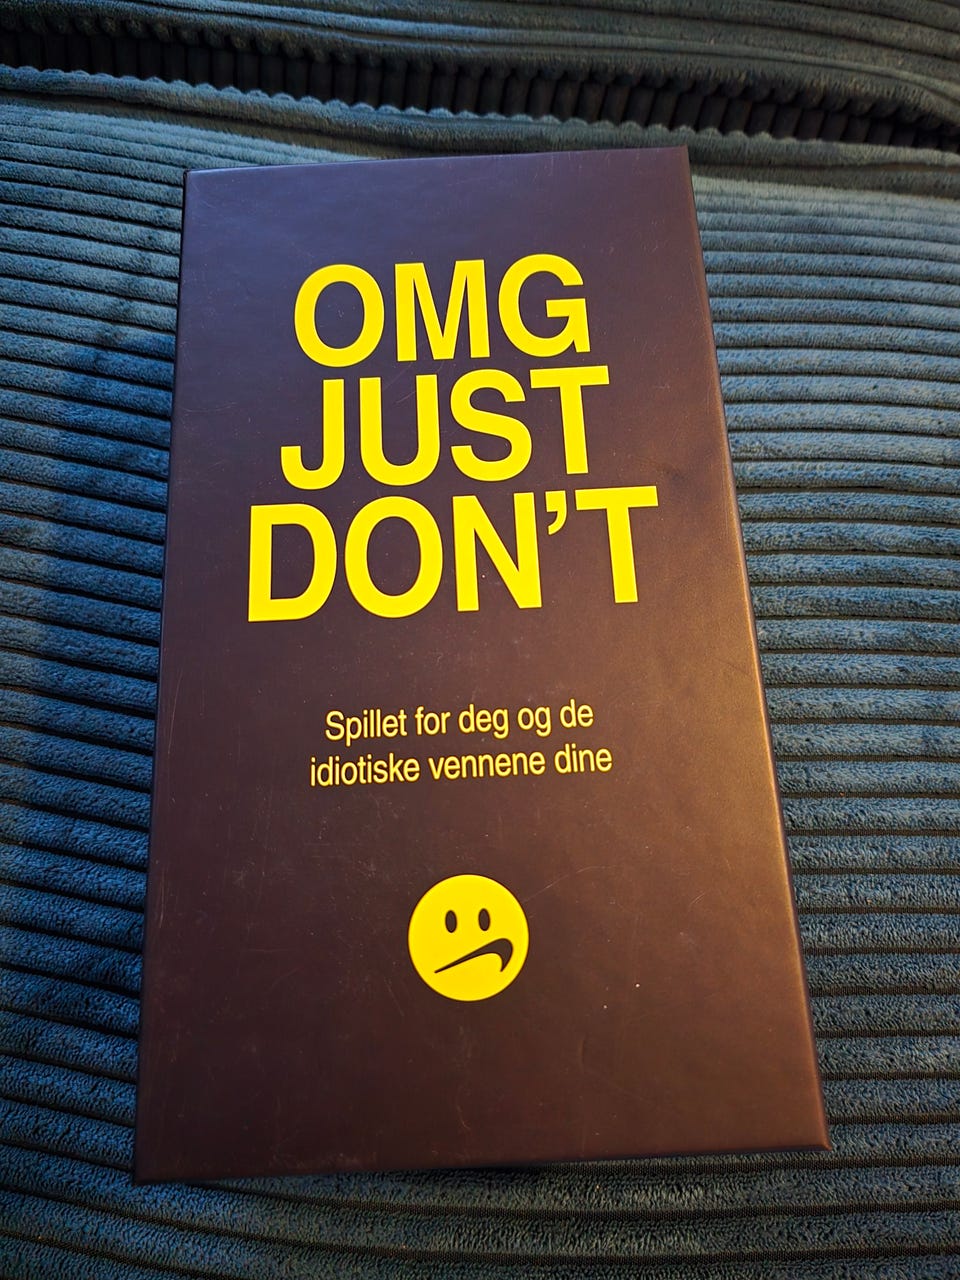 OMG
JUST
DON’T
Spillet for deg og de
idiotiske vennene dine